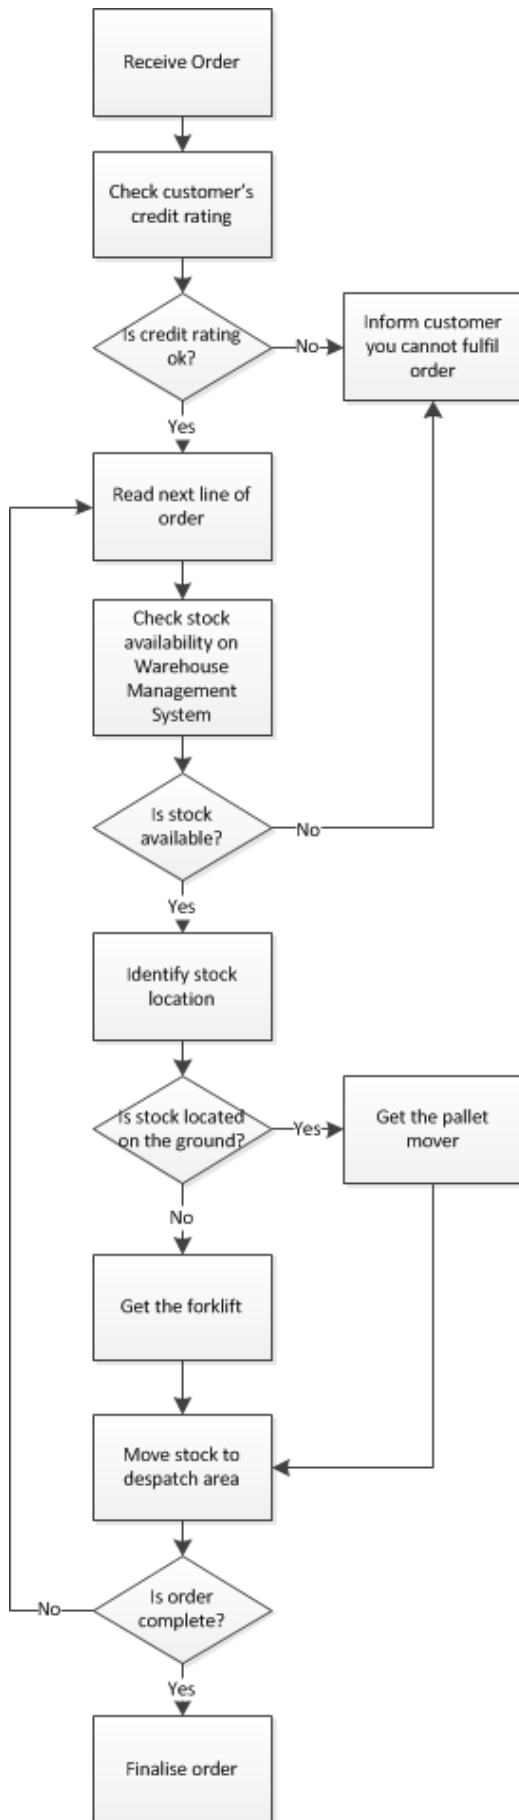 Receive Order
Check customer's
credit rating
Is credit rating
ok?
No
Inform customer
you cannot fulfil
order
Yes
Read next line of
order
Check stock
availability on
Warehouse
Management
System
Is stock
available?
No
Yes
Identify stock
location
Is stock located
on the ground?
Yes
Get the pallet
mover
No
Get the forklift
Move stock to
despatch area
Is order
complete?
No
Yes
Finalise order